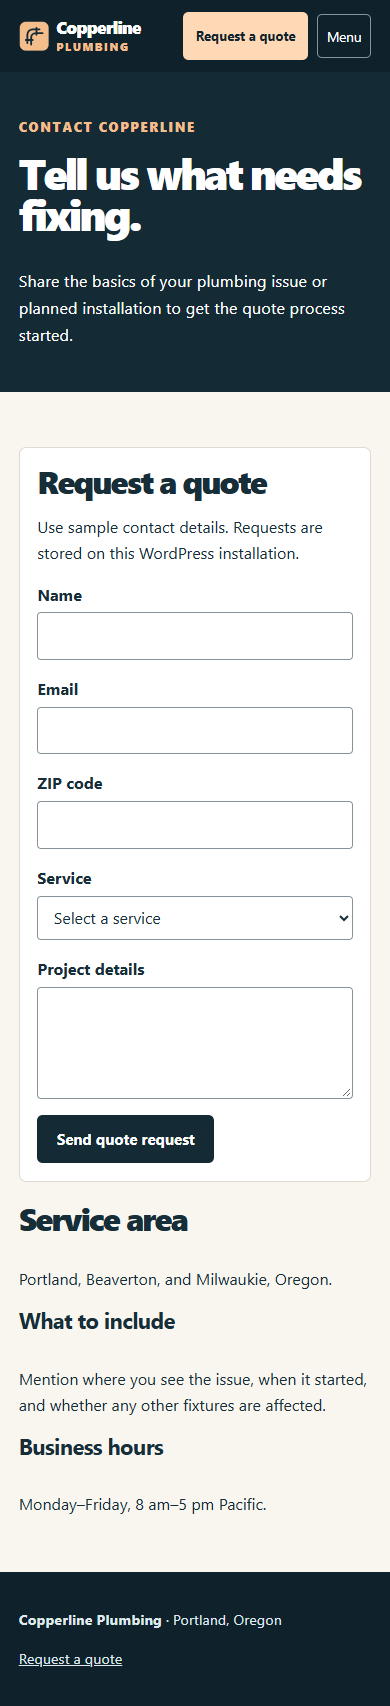 Copperline
PLUMBING
Request a quote
Menu
CONTACT COPPERLINE
Tell us what needs
fixing.
Share the basics of your plumbing issue or
planned installation to get the quote process
started.
Request a quote
Use sample contact details. Requests are
stored on this WordPress installation.
Name
Email
ZIP code
Service
Select a service
Project details
Send quote request
Service area
Portland, Beaverton, and Milwaukie, Oregon.
What to include
Mention where you see the issue, when it started,
and whether any other fixtures are affected.
Business hours
Monday–Friday, 8 am–5 pm Pacific.
Copperline Plumbing · Portland, Oregon
Request a quote